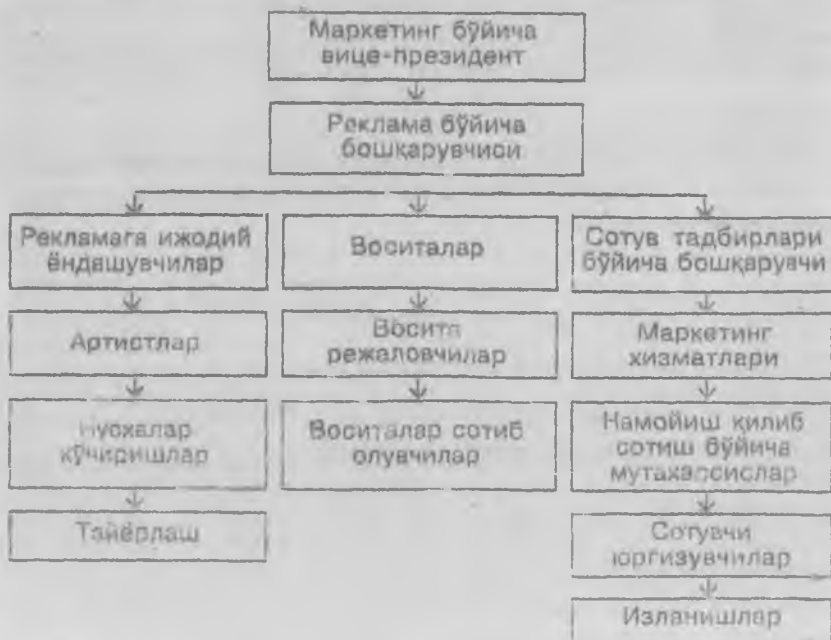 Маркетинг бўйича
вице-президент
Реклама бўйича
бошқарувчиси
Рекламага ижодий
ёндашувчилар
Артистлар
Нусхалар
кўчиришлар
Тайёрлаш
Воситалар
Восита
режаловчилар
Воситалар сотиб
олувчилар
Сотув тадбирлари
бўйича бошқарувчи
Маркетинг
хизматлари
Намойиш қилиб
сотиш бўйича
мутахассислар
Сотувчи
юргизувчилар
Изланишлар